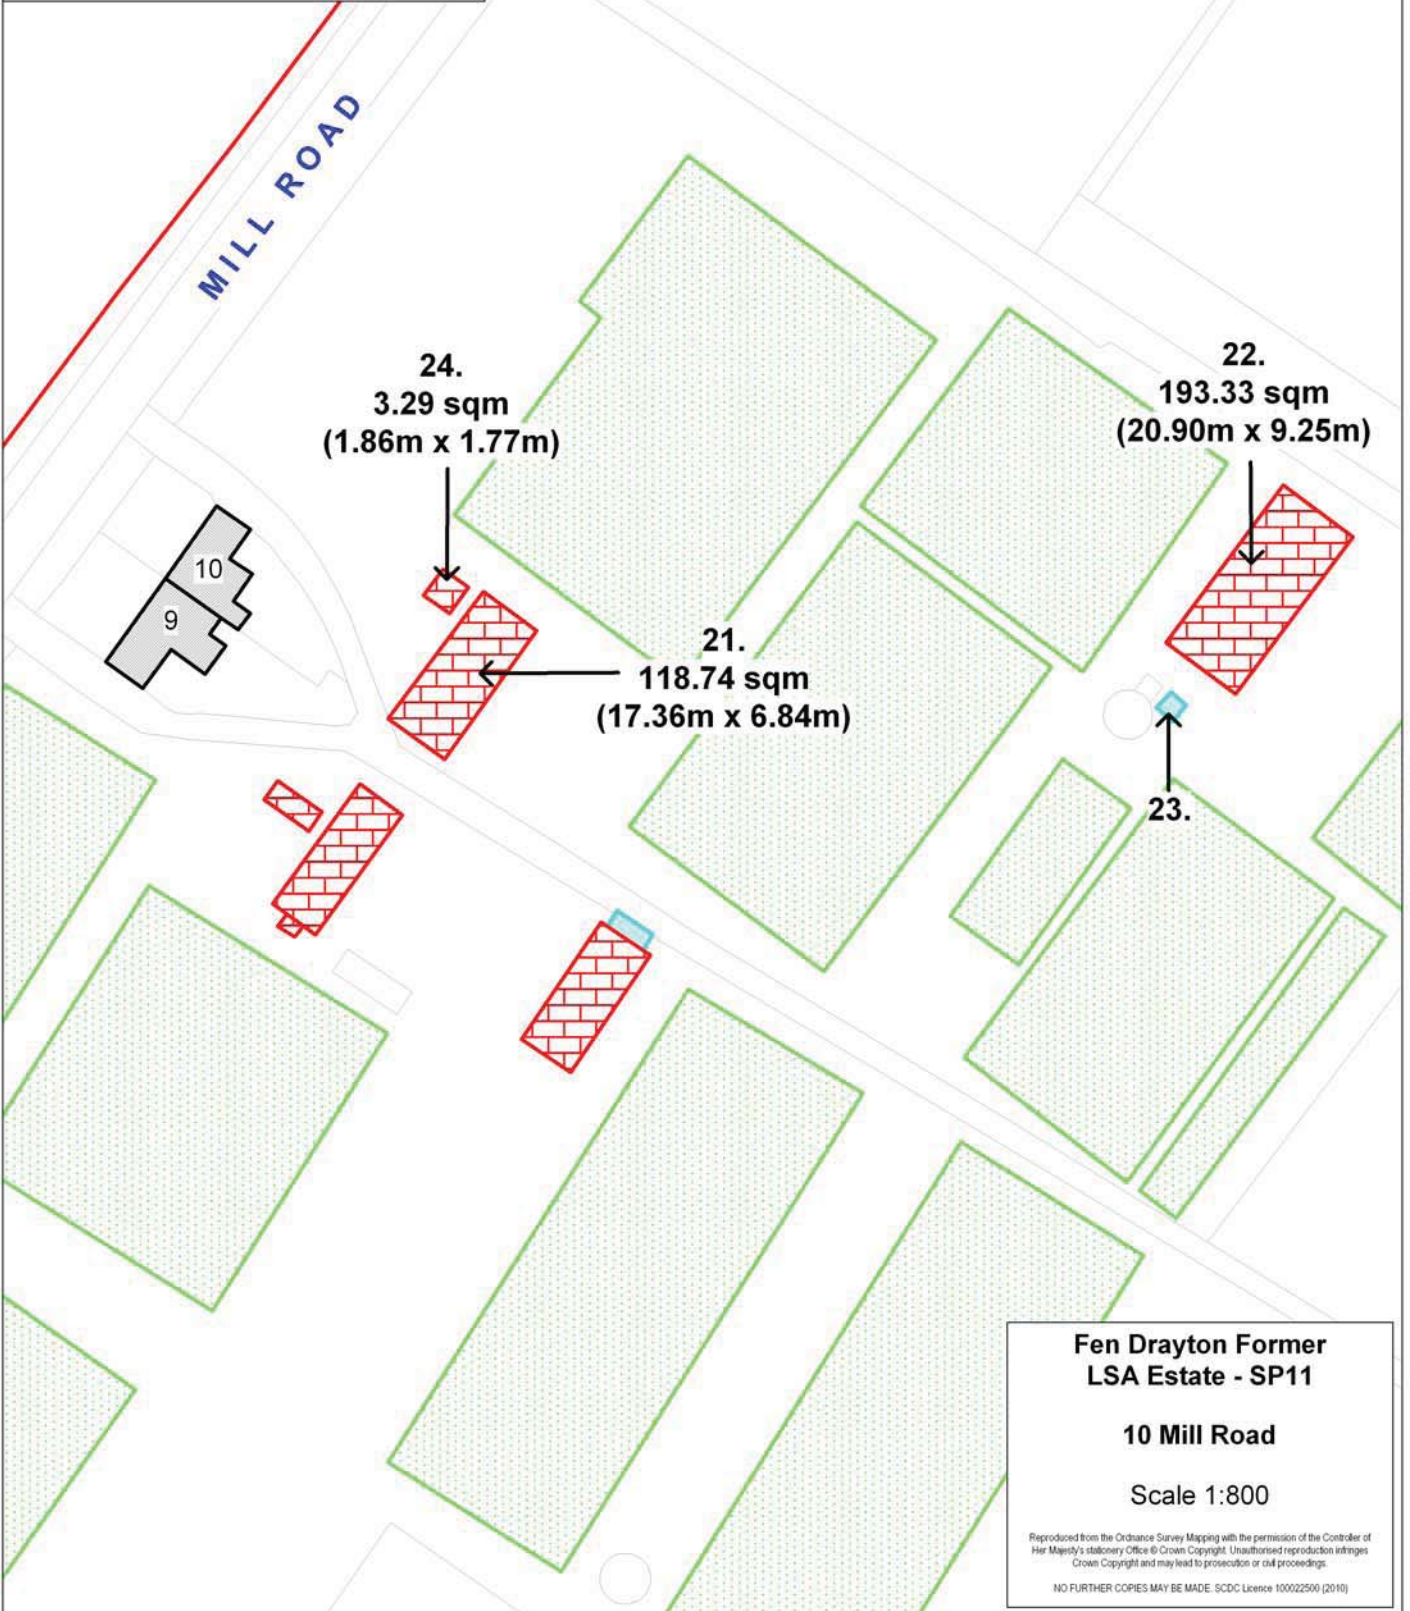 MILL ROAD
24.
3.29 sqm
(1.86m x 1.77m)
22.
193.33 sqm
(20.90m x 9.25m)
10
9
21.
118.74 sqm
(17.36m x 6.84m)
23.
Fen Drayton Former
LSA Estate - SP11
10 Mill Road
Scale 1:800
Reproduced from the Ordnance Survey Mapping with the permission of the Controller of
Her Majesty's stationery Office © Crown Copyright. Unauthorised reproduction infringes
Crown Copyright and may lead to prosecution or civil proceedings.
NO FURTHER COPIES MAY BE MADE. SCDC Licence 100022500 (2010)